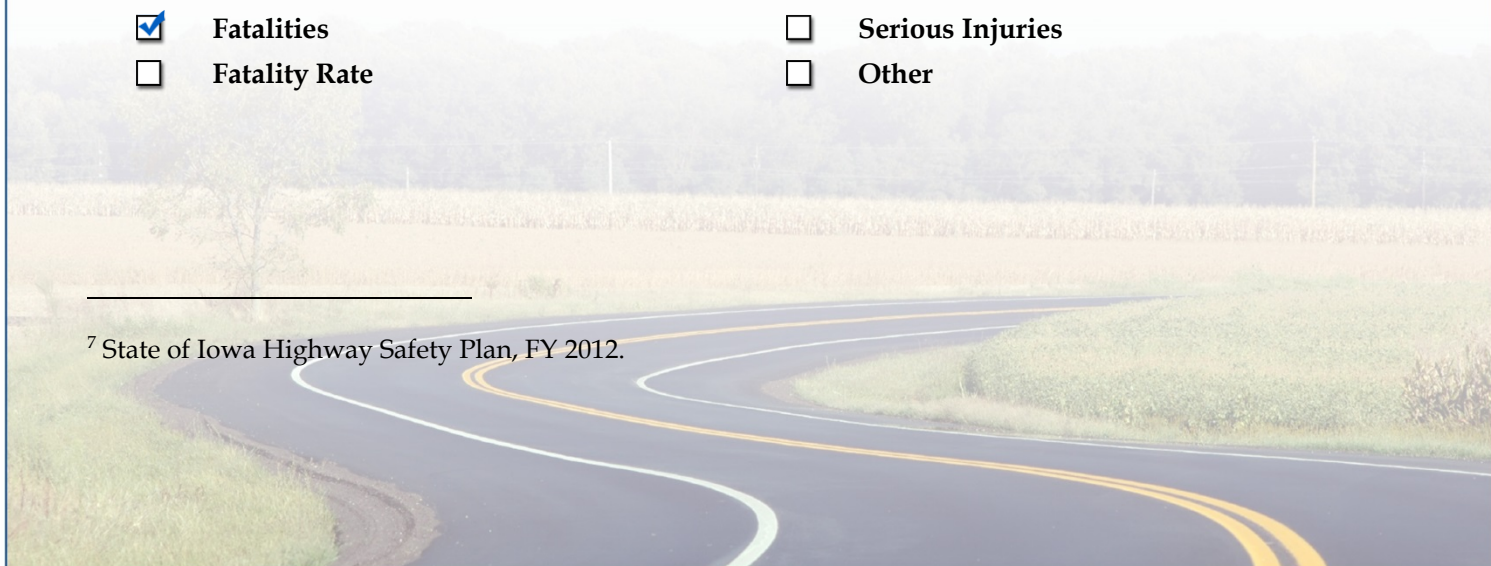 Fatalities
Serious Injuries
Fatality Rate
Other
7 State of Iowa Highway Safety Plan, FY 2012.